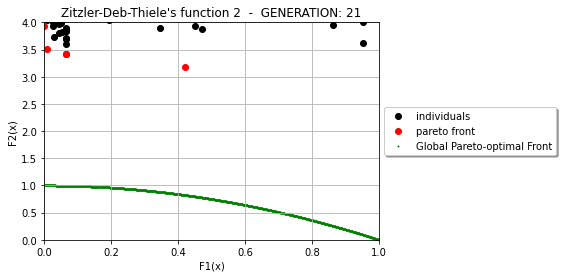 Zitzler-Deb-Thiele's function 2 - GENERATION: 21
4.0
3.5
3.0
2.5
2.0
1.5
1.0
0.5
0.0
F2(x)
0.0 0.2 0.4 0.6 0.8 1.0
F1(x)
individuals
pareto front
Global Pareto-optimal Front